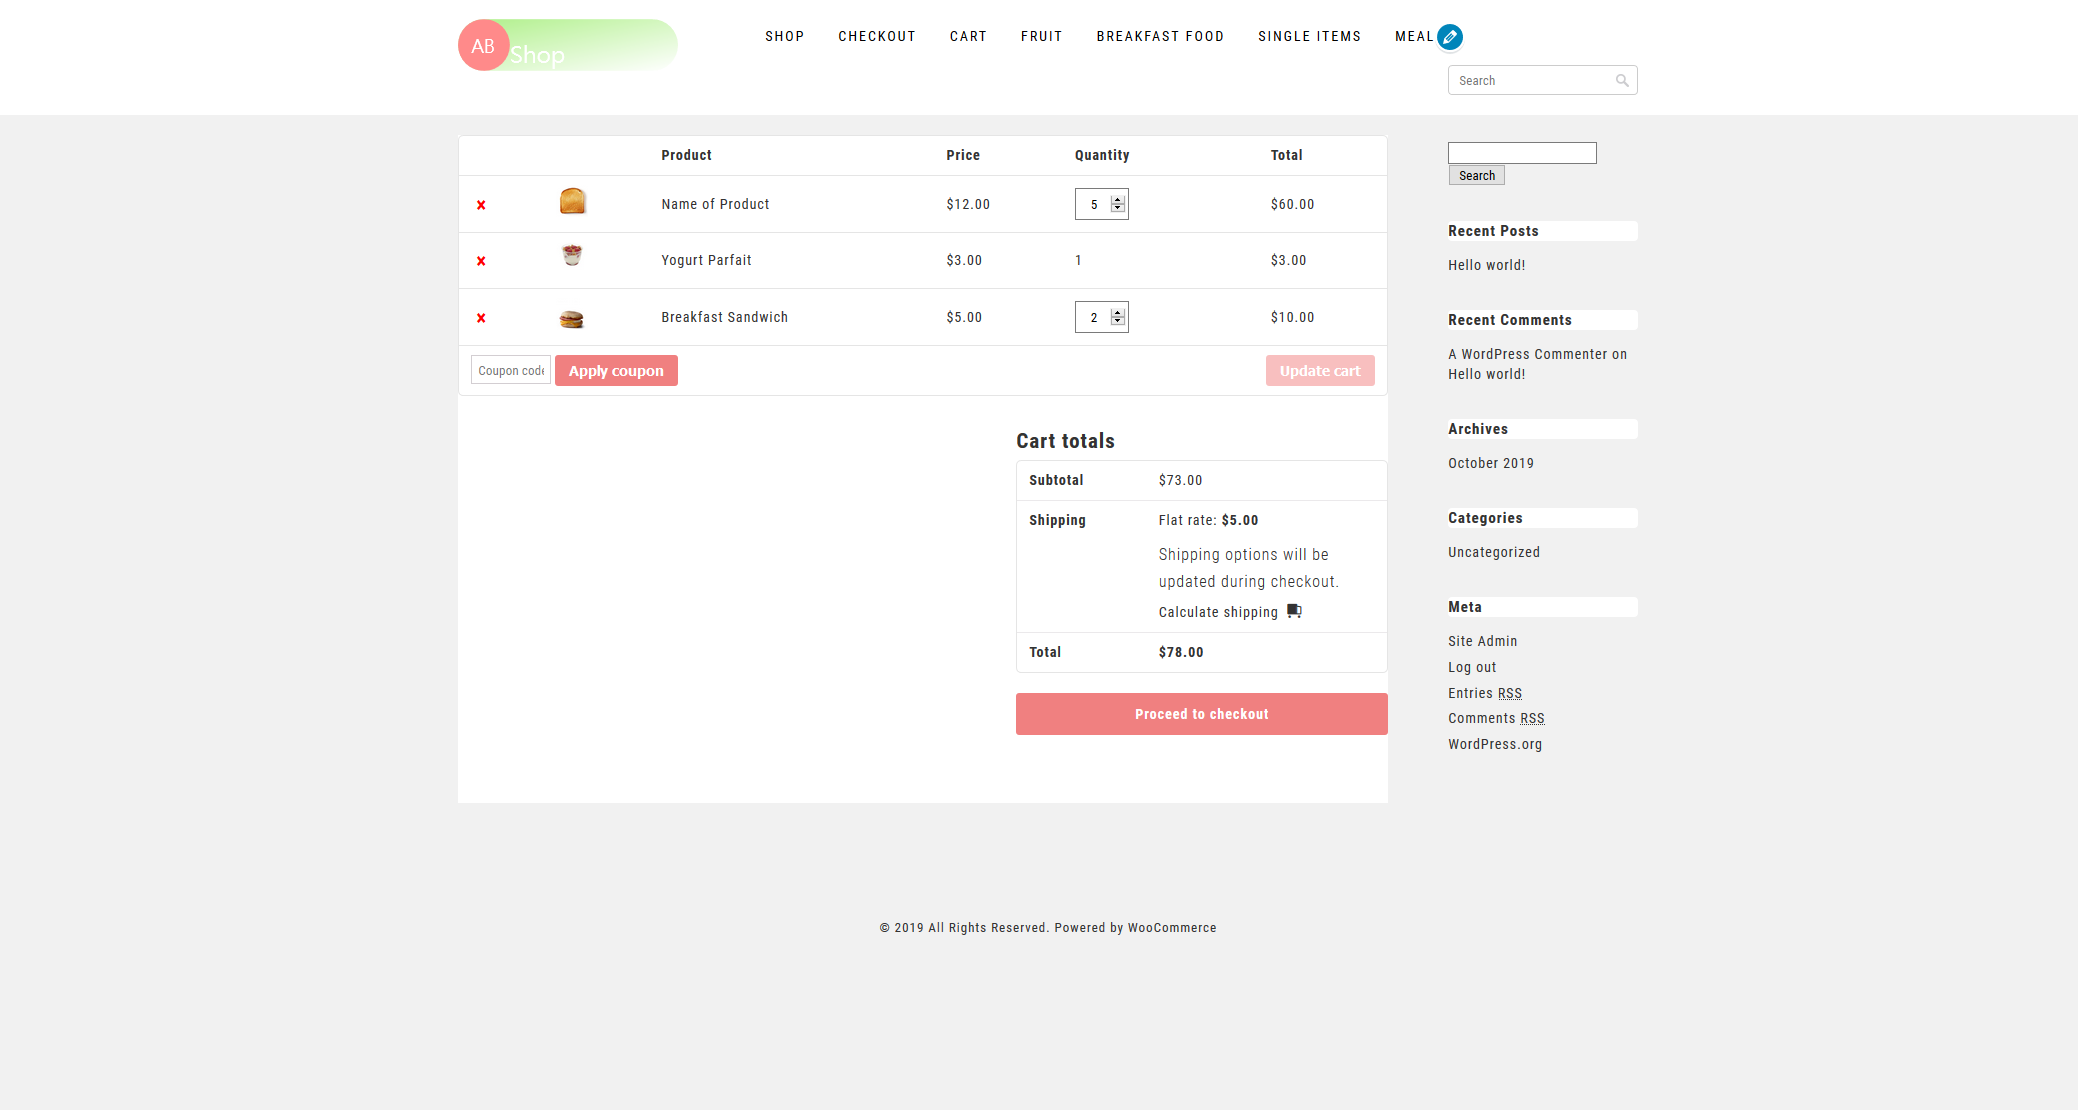 AB Shop
SHOP CHECKOUT CART FRUIT BREAKFAST FOOD SINGLE ITEMS MEAL
Search
Product Price Quantity Total
× Name of Product $12.00 5 $60.00
× Yogurt Parfait $3.00 1 $3.00
× Breakfast Sandwich $5.00 2 $10.00
Coupon code Apply coupon Update cart
Cart totals
Subtotal $73.00
Shipping Flat rate: $5.00
Shipping options will be
updated during checkout.
Calculate shipping
Total $78.00
Proceed to checkout
Search
Recent Posts
Hello world!
Recent Comments
A WordPress Commenter on
Hello world!
Archives
October 2019
Categories
Uncategorized
Meta
Site Admin
Log out
Entries RSS
Comments RSS
WordPress.org
© 2019 All Rights Reserved. Powered by WooCommerce